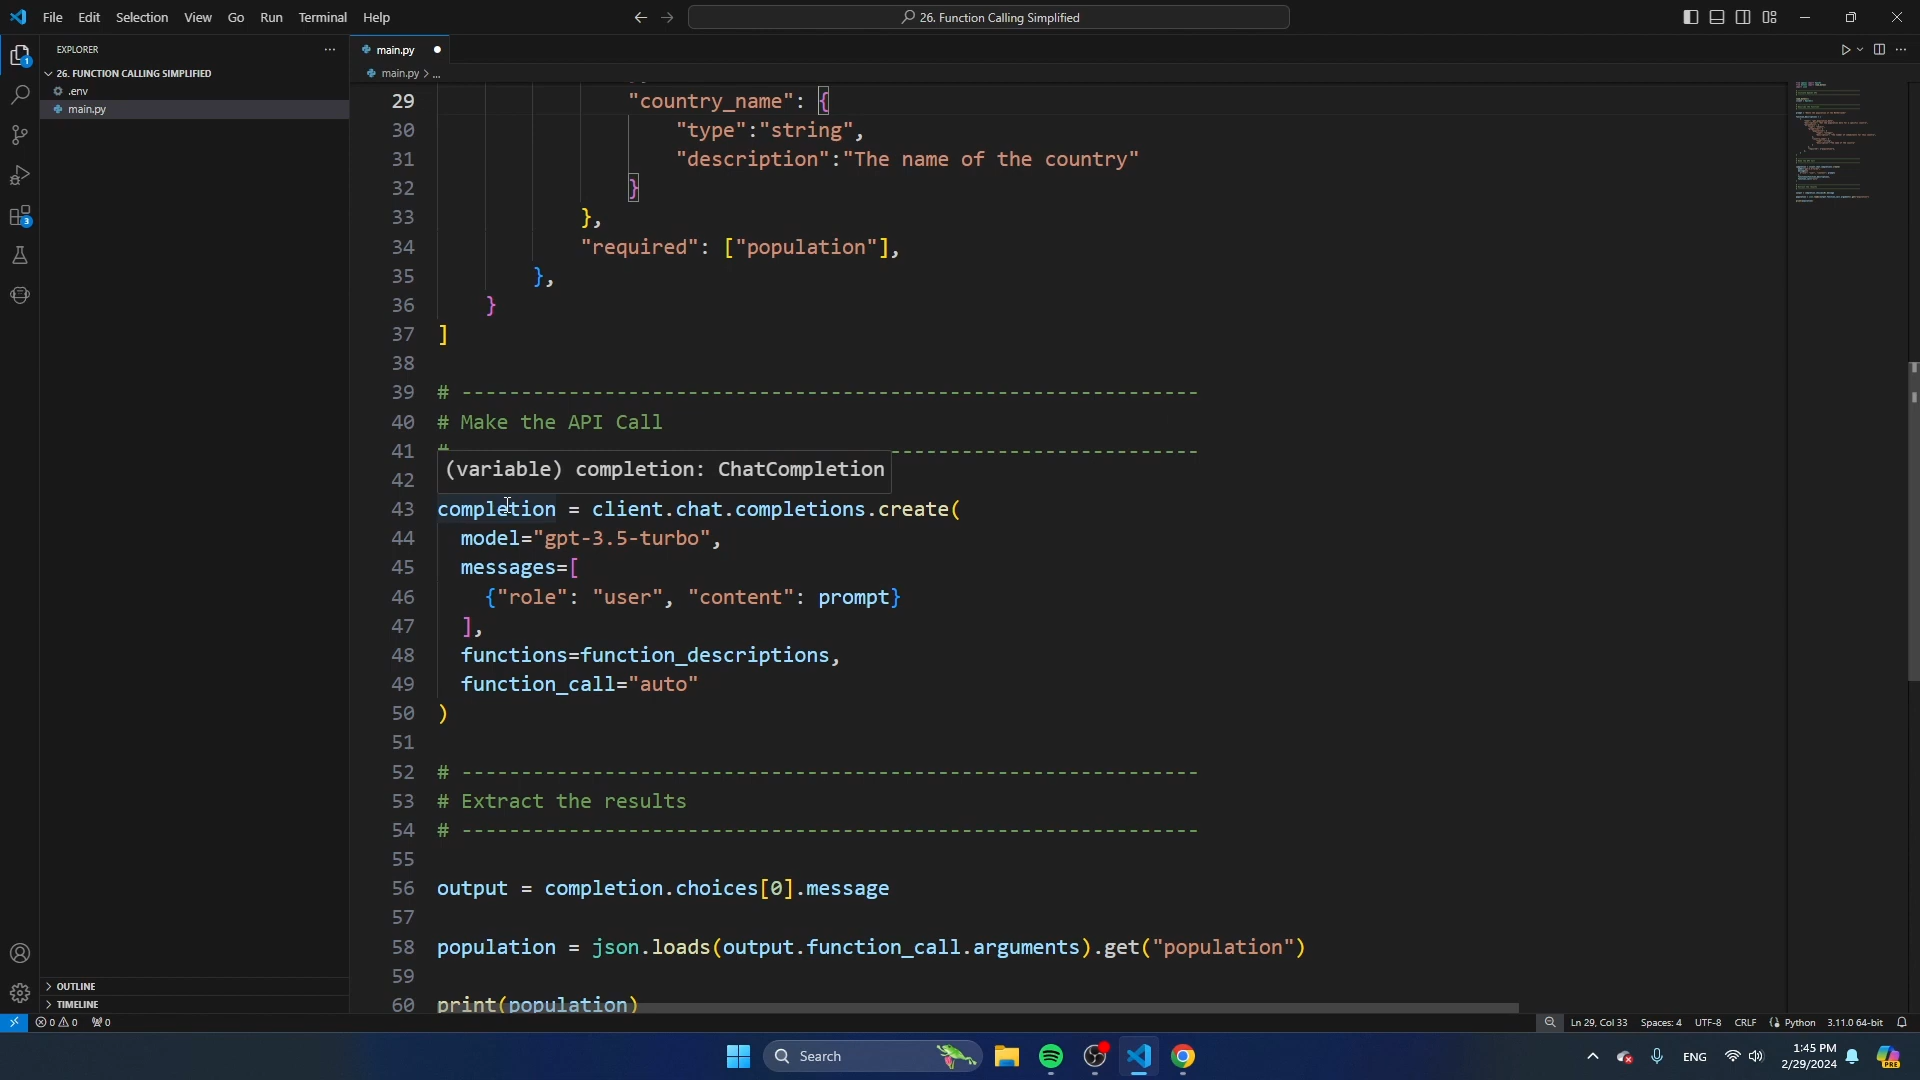 File Edit Selection View Go Run Terminal Help
26. Function Calling Simplified
EXPLORER
26. FUNCTION CALLING SIMPLIFIED
.env
main.py
OUTLINE
TIMELINE
main.py
main.py > ...
29 "country_name": {
30 "type":"string",
31 "description":"The name of the country"
32 }
33 },
34 "required": ["population"],
35 },
36 }
37 ]
38
39 # --------------------------------------------------------------
40 # Make the API Call
41 # --------------------------------------------------------------
(variable) completion: ChatCompletion
42
43 completion = client.chat.completions.create(
44 model="gpt-3.5-turbo",
45 messages=[
46 {"role": "user", "content": prompt}
47 ],
48 functions=function_descriptions,
49 function_call="auto"
50 )
51
52 # --------------------------------------------------------------
53 # Extract the results
54 # --------------------------------------------------------------
55
56 output = completion.choices[0].message
57
58 population = json.loads(output.function_call.arguments).get("population")
59
60 print(population)
1
3
0 0 0
Ln 29, Col 33 Spaces: 4 UTF-8 CRLF Python 3.11.0 64-bit
Search
ENG
1:45 PM
2/29/2024
PRE